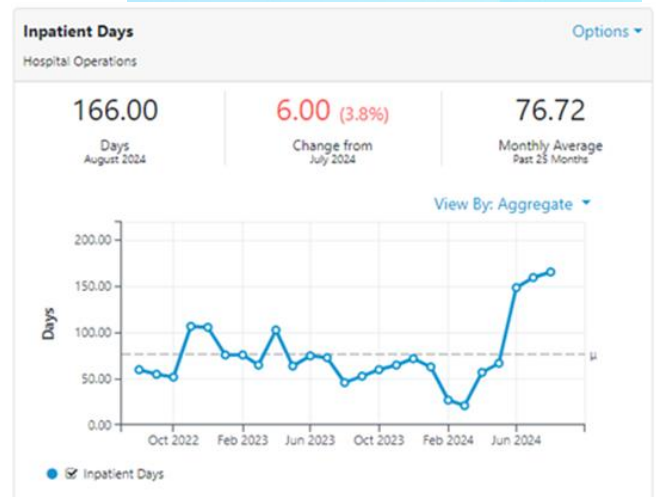 Inpatient Days
Options
Hospital Operations
166.00
Days
August 2024
6.00 (3.8%)
Change from
July 2024
76.72
Monthly Average
Past 25 Months
View By: Aggregate
200.00
150.00
100.00
50.00
0.00
Days
μ
Oct 2022 Feb 2023 Jun 2023 Oct 2023 Feb 2024 Jun 2024
Inpatient Days